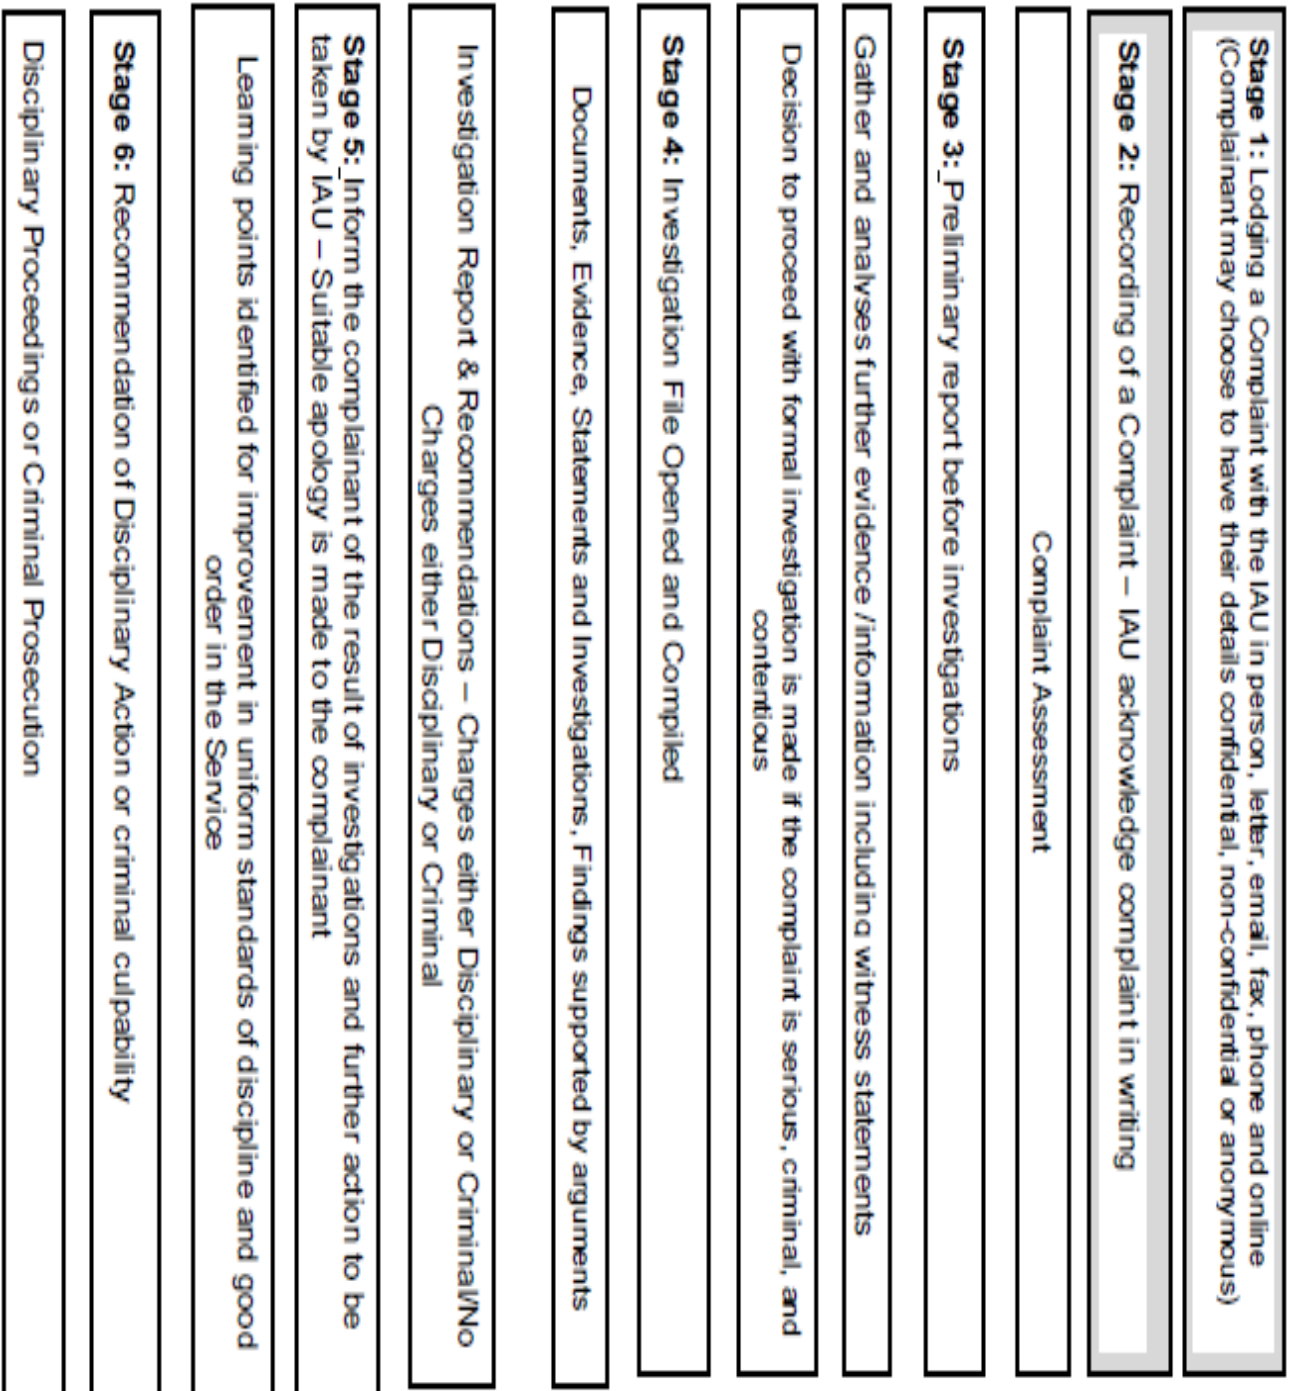 Stage 1: Lodging a Complaint with the IAU in person, letter, email, fax, phone and online
(Complainant may choose to have their details confidential, non-confidential or anonymous)
Stage 2: Recording of a Complaint – IAU acknowledge complaint in writing
Complaint Assessment
Stage 3: Preliminary report before investigations
Gather and analyses further evidence /information including witness statements
Decision to proceed with formal investigation is made if the complaint is serious, criminal, and
contentious
Stage 4: Investigation File Opened and Compiled
Documents, Evidence, Statements and Investigations, Findings supported by arguments
Investigation Report & Recommendations – Charges either Disciplinary or Criminal/No
Charges either Disciplinary or Criminal
Stage 5: Inform the complainant of the result of investigations and further action to be
taken by IAU – Suitable apology is made to the complainant
Learning points identified for improvement in uniform standards of discipline and good
order in the Service
Stage 6: Recommendation of Disciplinary Action or criminal culpability
Disciplinary Proceedings or Criminal Prosecution